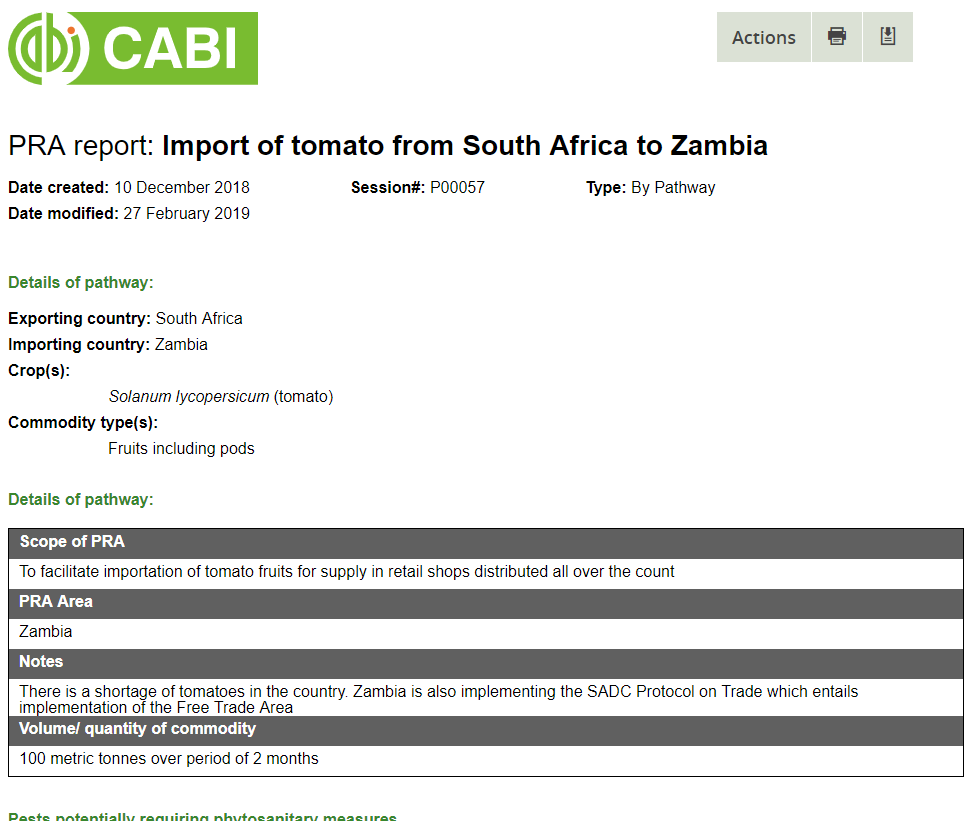 CABI
Actions
PRA report: Import of tomato from South Africa to Zambia
Date created: 10 December 2018 Session#: P00057 Type: By Pathway
Date modified: 27 February 2019
Details of pathway:
Exporting country: South Africa
Importing country: Zambia
Crop(s):
Solanum lycopersicum (tomato)
Commodity type(s):
Fruits including pods
Details of pathway:
Scope of PRA
To facilitate importation of tomato fruits for supply in retail shops distributed all over the count
PRA Area
Zambia
Notes
There is a shortage of tomatoes in the country. Zambia is also implementing the SADC Protocol on Trade which entails
implementation of the Free Trade Area
Volume/ quantity of commodity
100 metric tonnes over period of 2 months
Pests potentially requiring phytosanitary measures